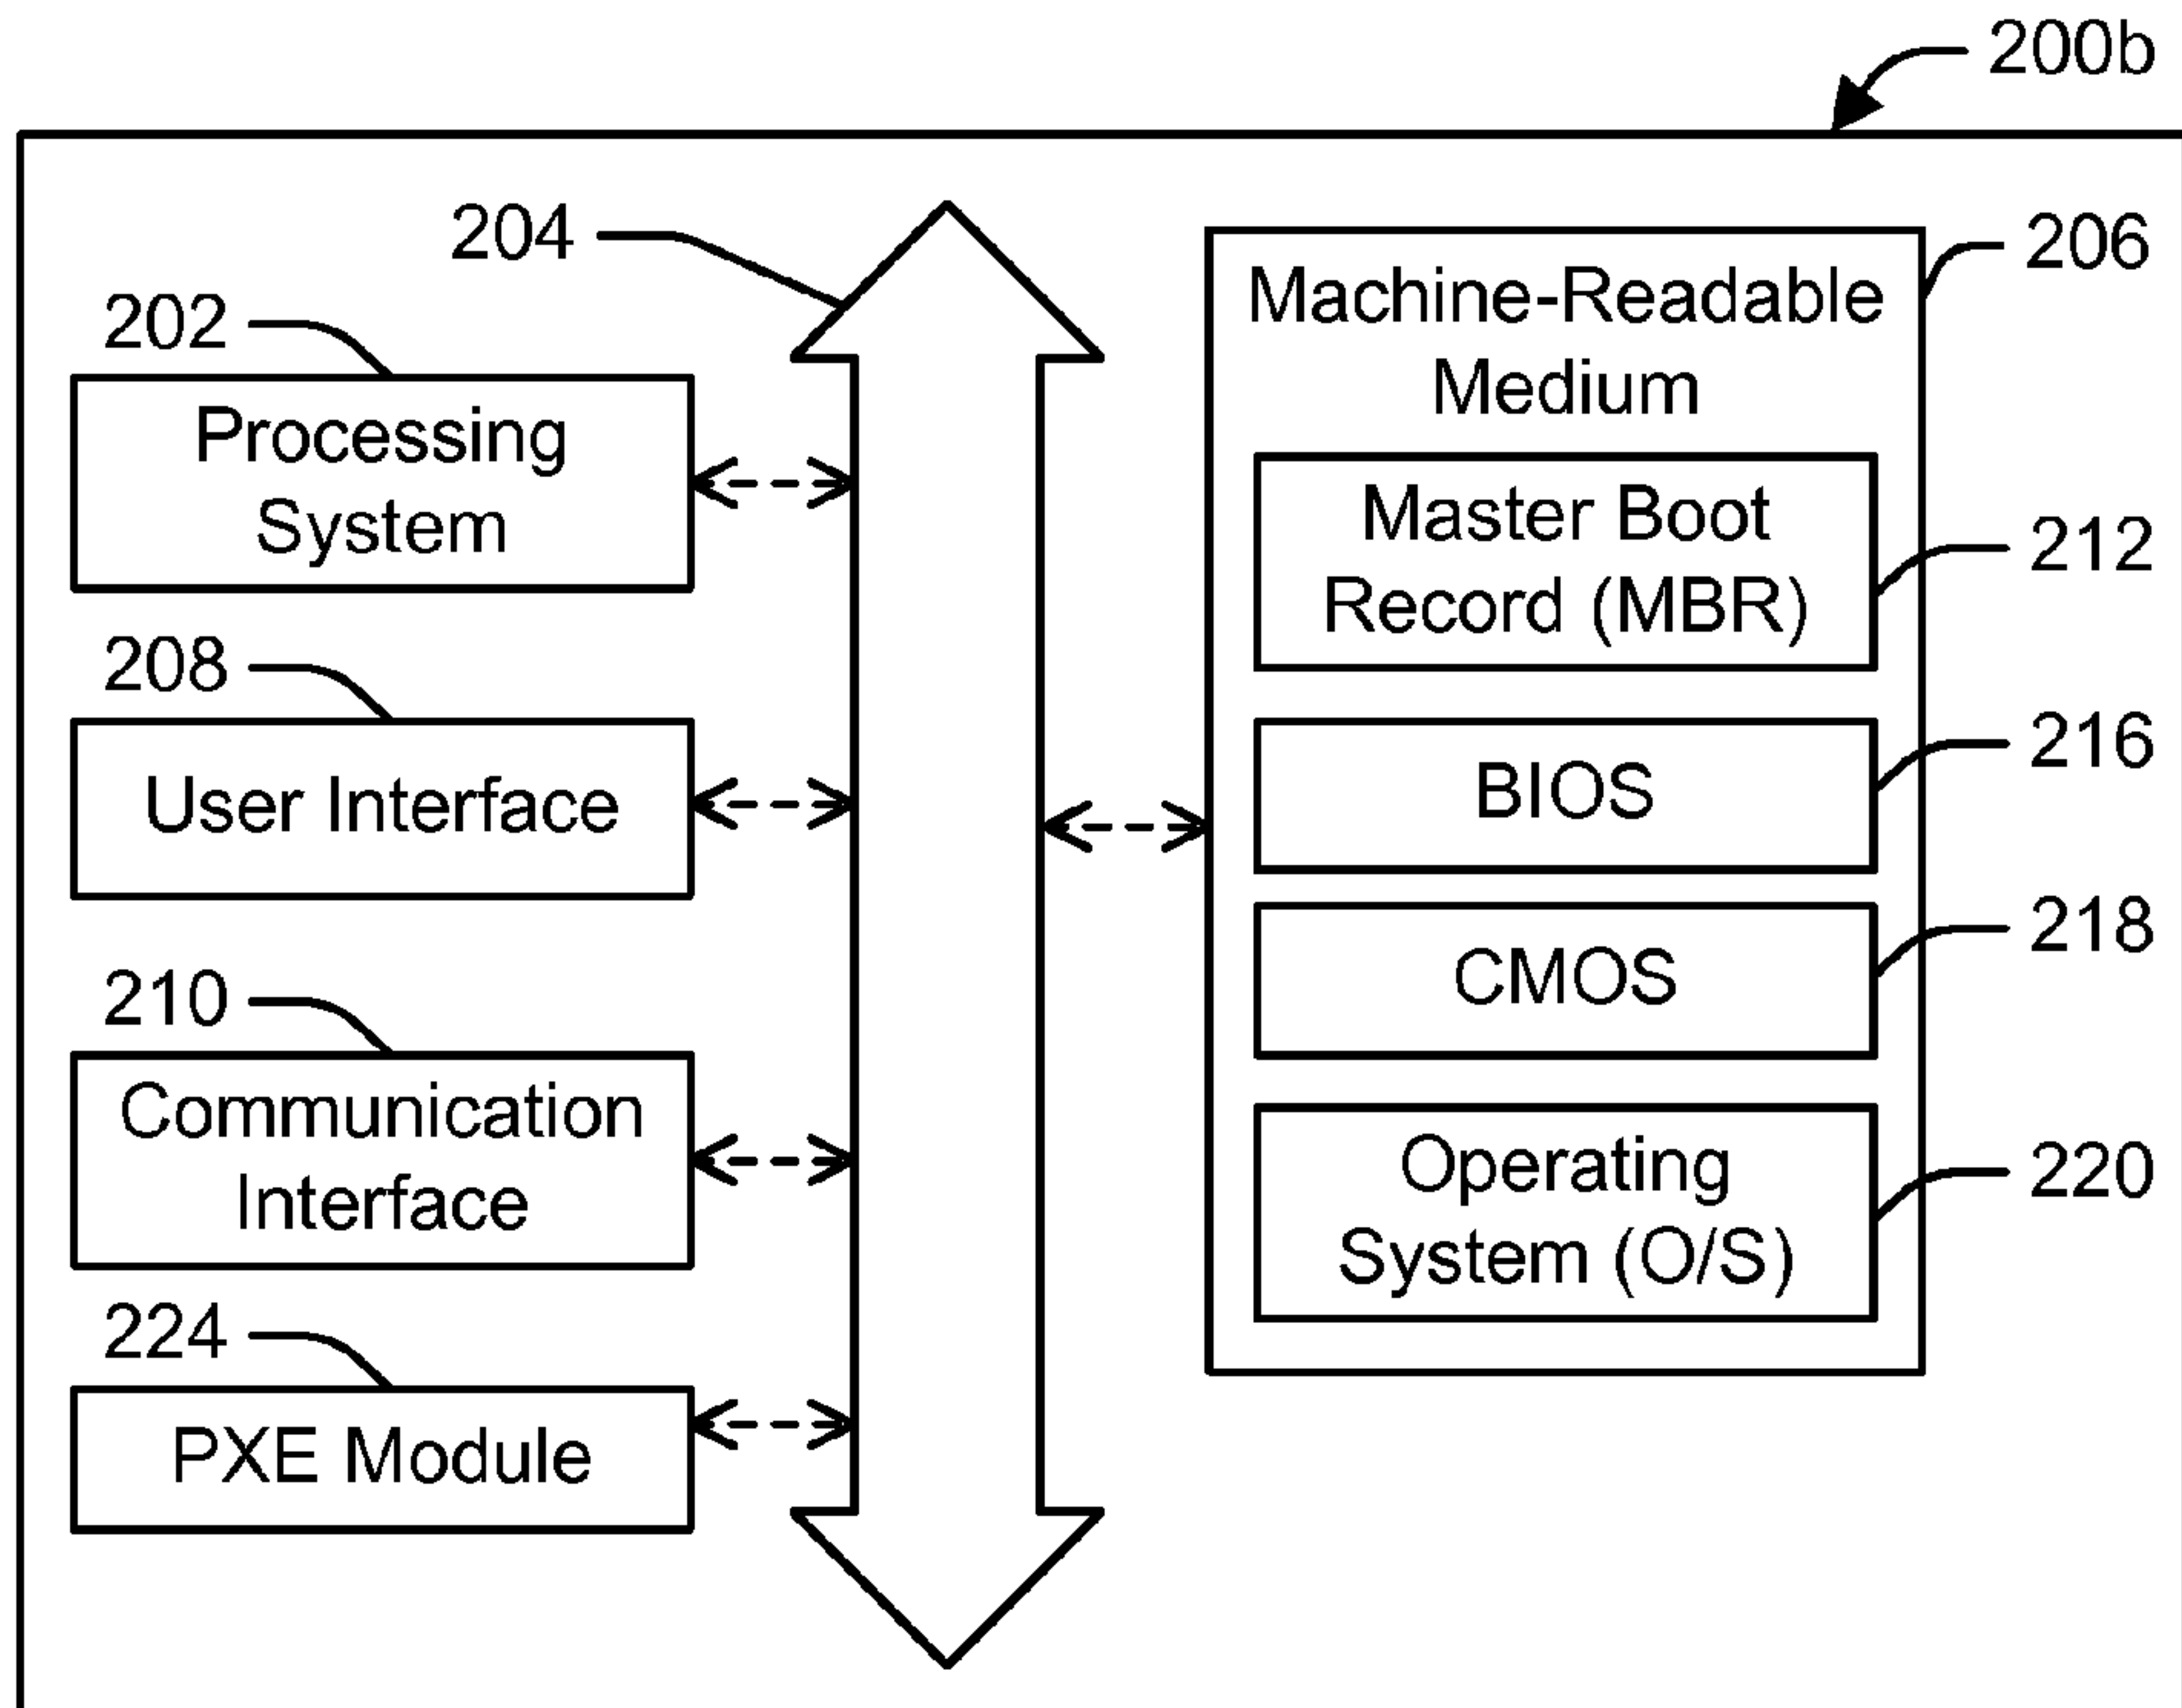 200b
204
206
Machine-Readable
Medium
202
Processing
System
Master Boot
Record (MBR)
212
208
User Interface
BIOS
216
CMOS
218
210
Communication
Interface
Operating
System (O/S)
220
224
PXE Module